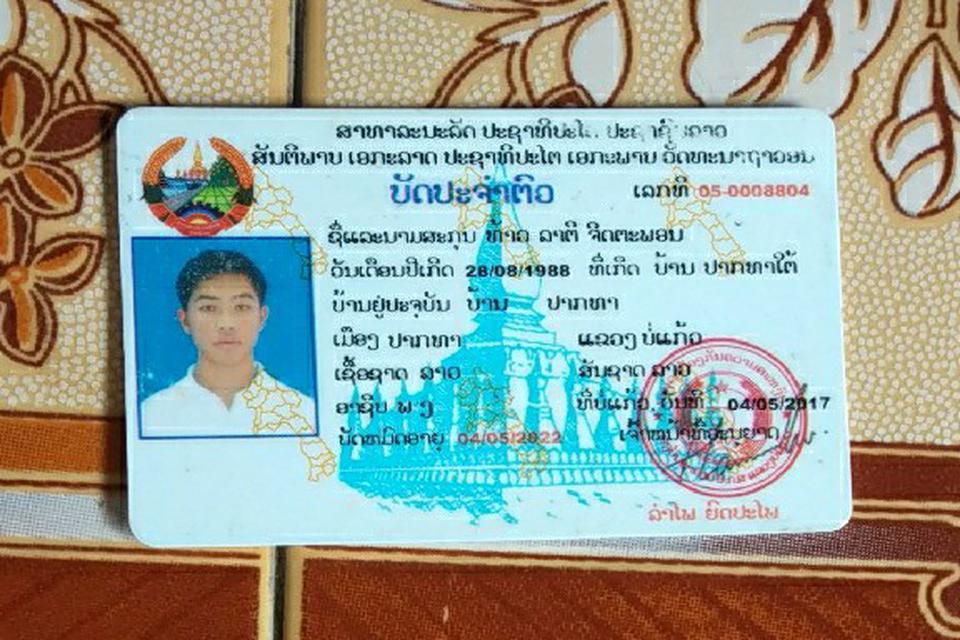 ສາທາລະນະລັດ ປະຊາທິປະໄຕ ປະຊາຊົນລາວ
ສັນຕິພາບ ເອກະລາດ ປະຊາທິປະໄຕ ເອກະພາບ ວັດທະນາຖາວອນ
ບັດປະຈຳຕົວ
ເລກທີ 05-0008804
ຊື່ແລະນາມສະກຸນ ທ້າວ ລາຕີ ຈິດຕະພອນ
ວັນເດືອນປີເກີດ 28/08/1988 ທີ່ເກີດ ບ້ານ ປາກທາໃຕ້
ບ້ານຢູ່ປະຈຸບັນ ບ້ານ ປາກທາ
ເມືອງ ປາກທາ ແຂວງ ບໍ່ແກ້ວ
ເຊື້ອຊາດ ລາວ ສັນຊາດ ລາວ
ອາຊີບ ພ ງ ທີ່ບໍ່ແກ້ວ, ວັນທີ 04/05/2017
ບັດຫມົດອາຍຸ 04/05/2022 ເຈົ້າຫນ້າທີ່ອະນຸຍາດ
ລຳໄພ ຍົດປະໄພ